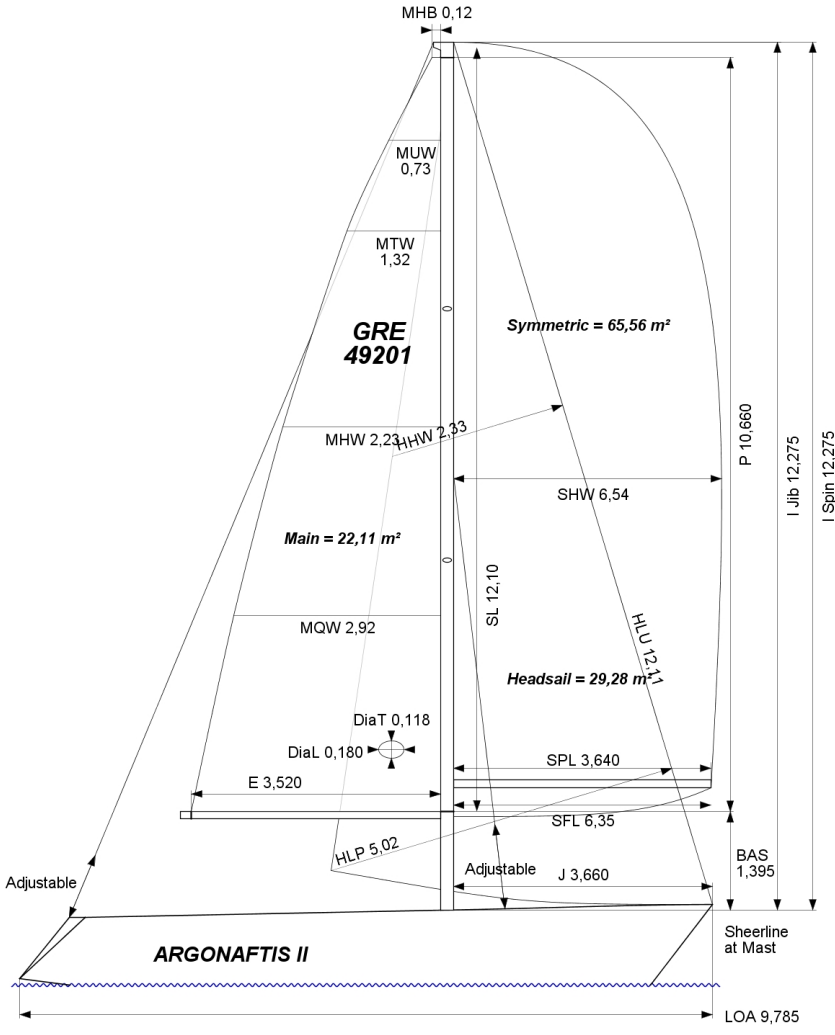 MHB 0,12
MUW
0,73
MTW
1,32
GRE
49201
Symmetric = 65,56 m²
MHW 2,23
HHW 2,33
P 10,660
I Jib 12,275
I Spin 12,275
SHW 6,54
Main = 22,11 m²
SL 12,10
MQW 2,92
HLU 12,11
Headsail = 29,28 m²
DiaT 0,118
DiaL 0,180
SPL 3,640
E 3,520
SFL 6,35
HLP 5,02
BAS
1,395
Adjustable
Adjustable
J 3,660
Sheerline
at Mast
ARGONAFTIS II
LOA 9,785